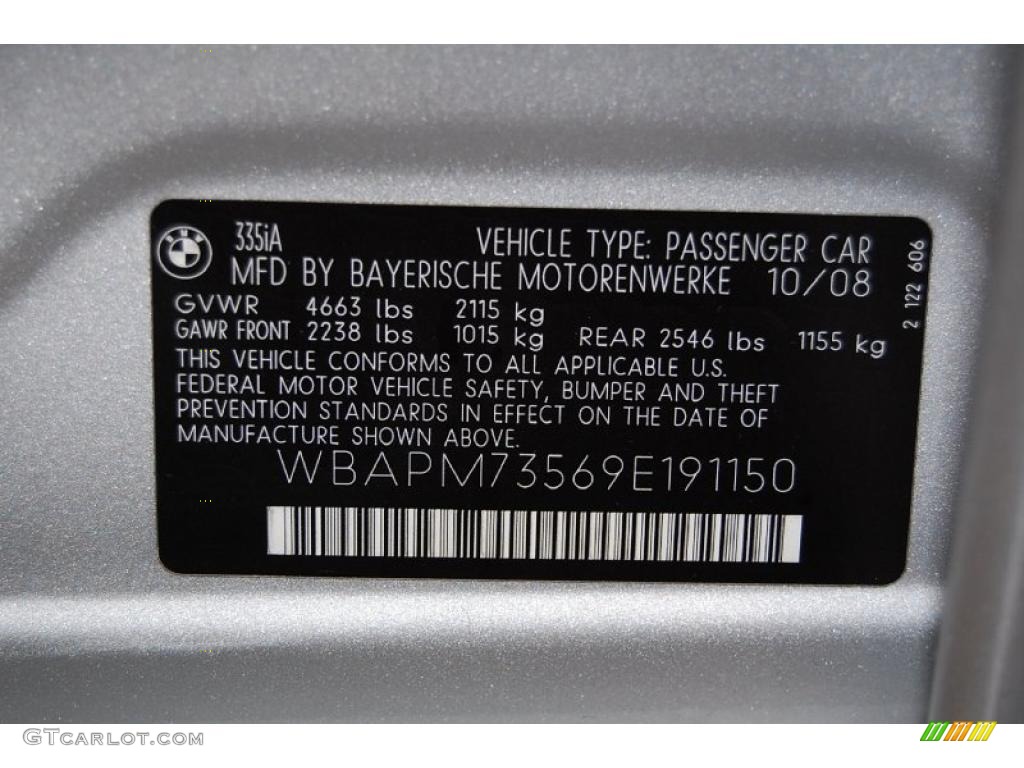 335iA
VEHICLE TYPE: PASSENGER CAR
MFD BY BAYERISCHE MOTORENWERKE 10/08
GVWR 4663 lbs 2115 kg
GAWR FRONT 2238 lbs 1015 kg REAR 2546 lbs 1155 kg
THIS VEHICLE CONFORMS TO ALL APPLICABLE U.S.
FEDERAL MOTOR VEHICLE SAFETY, BUMPER AND THEFT
PREVENTION STANDARDS IN EFFECT ON THE DATE OF
MANUFACTURE SHOWN ABOVE.
WBAPM73569E191150
2 122 606
BMW
GTCARLOT.COM